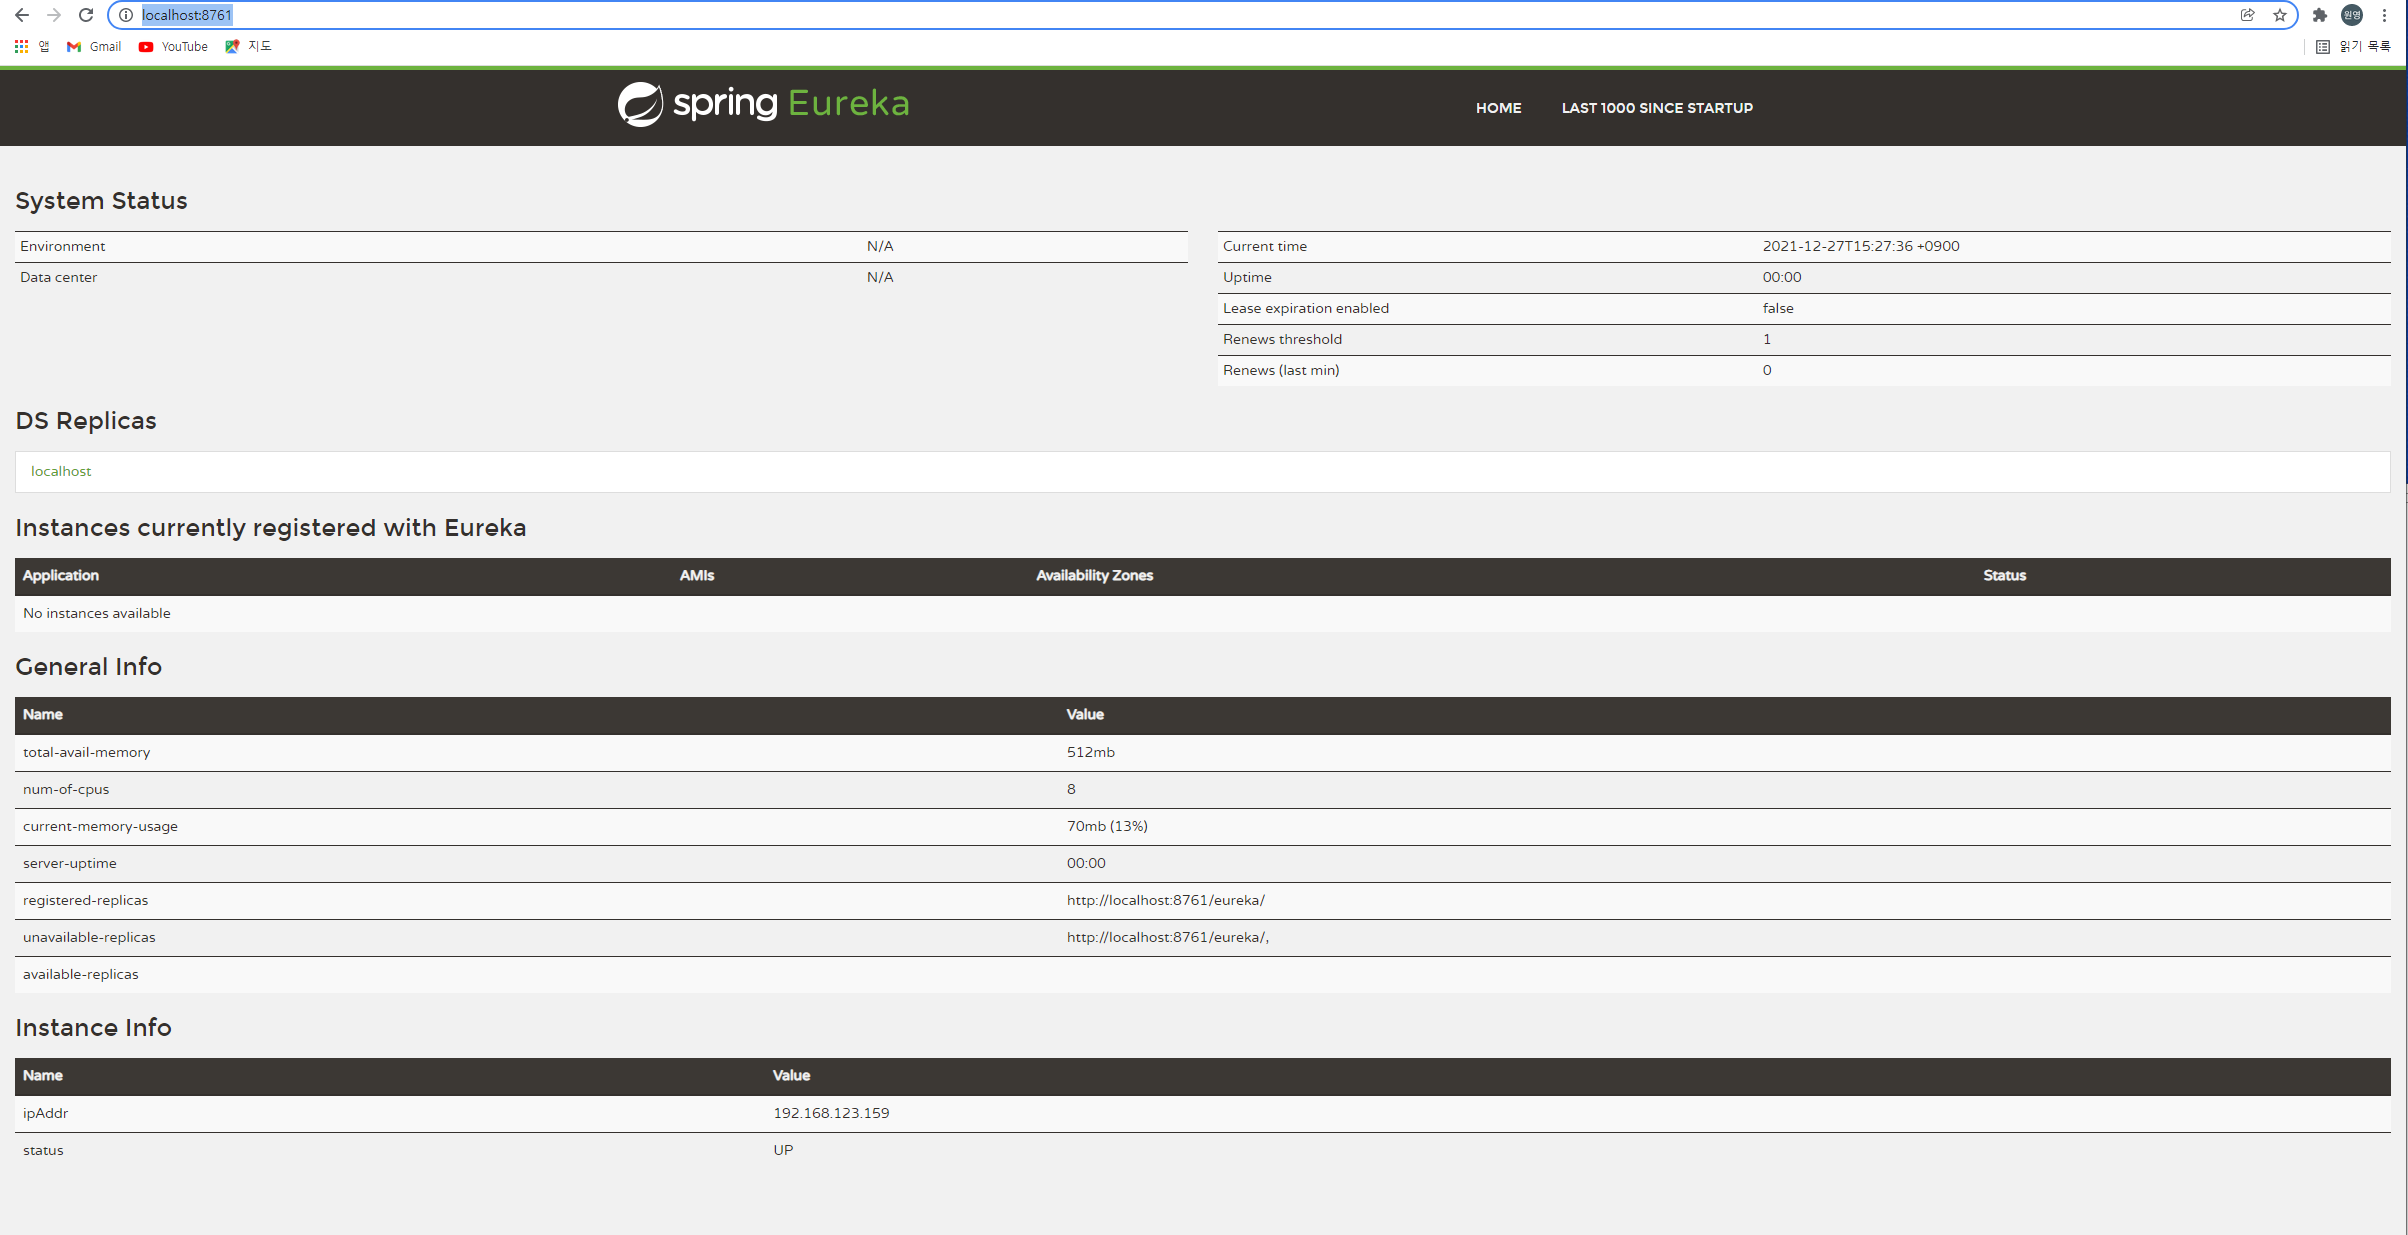 localhost:8761
앱 Gmail YouTube 지도 읽기 목록
spring Eureka HOME LAST 1000 SINCE STARTUP
System Status
Environment N/A
Data center N/A
Current time 2021-12-27T15:27:36 +0900
Uptime 00:00
Lease expiration enabled false
Renews threshold 1
Renews (last min) 0
DS Replicas
localhost
Instances currently registered with Eureka
Application AMIs Availability Zones Status
No instances available
General Info
Name Value
total-avail-memory 512mb
num-of-cpus 8
current-memory-usage 70mb (13%)
server-uptime 00:00
registered-replicas http://localhost:8761/eureka/
unavailable-replicas http://localhost:8761/eureka/,
available-replicas
Instance Info
Name Value
ipAddr 192.168.123.159
status UP